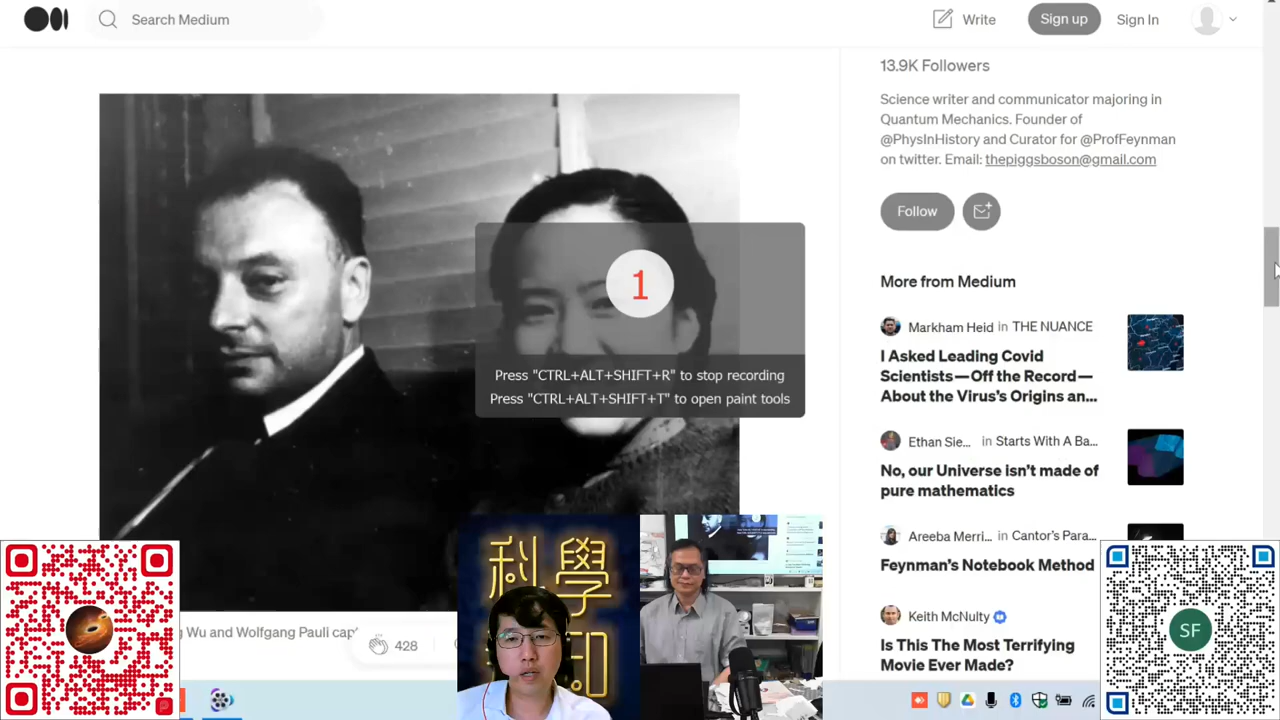 Search Medium
Write
Sign up
Sign In
13.9K Followers
Science writer and communicator majoring in
Quantum Mechanics. Founder of
@PhysInHistory and Curator for @ProfFeynman
on twitter. Email: thepiggsboson@gmail.com
Follow
1
Press "CTRL+ALT+SHIFT+R" to stop recording
Press "CTRL+ALT+SHIFT+T" to open paint tools
More from Medium
Markham Heid in THE NUANCE
I Asked Leading Covid
Scientists—Off the Record—
About the Virus's Origins an...
Ethan Sie... in Starts With A Ba...
No, our Universe isn't made of
pure mathematics
Areeba Merri... in Cantor's Para...
Feynman's Notebook Method
Keith McNulty
Is This The Most Terrifying
Movie Ever Made?
Wu and Wolfgang Pauli
428
科學
知
SF